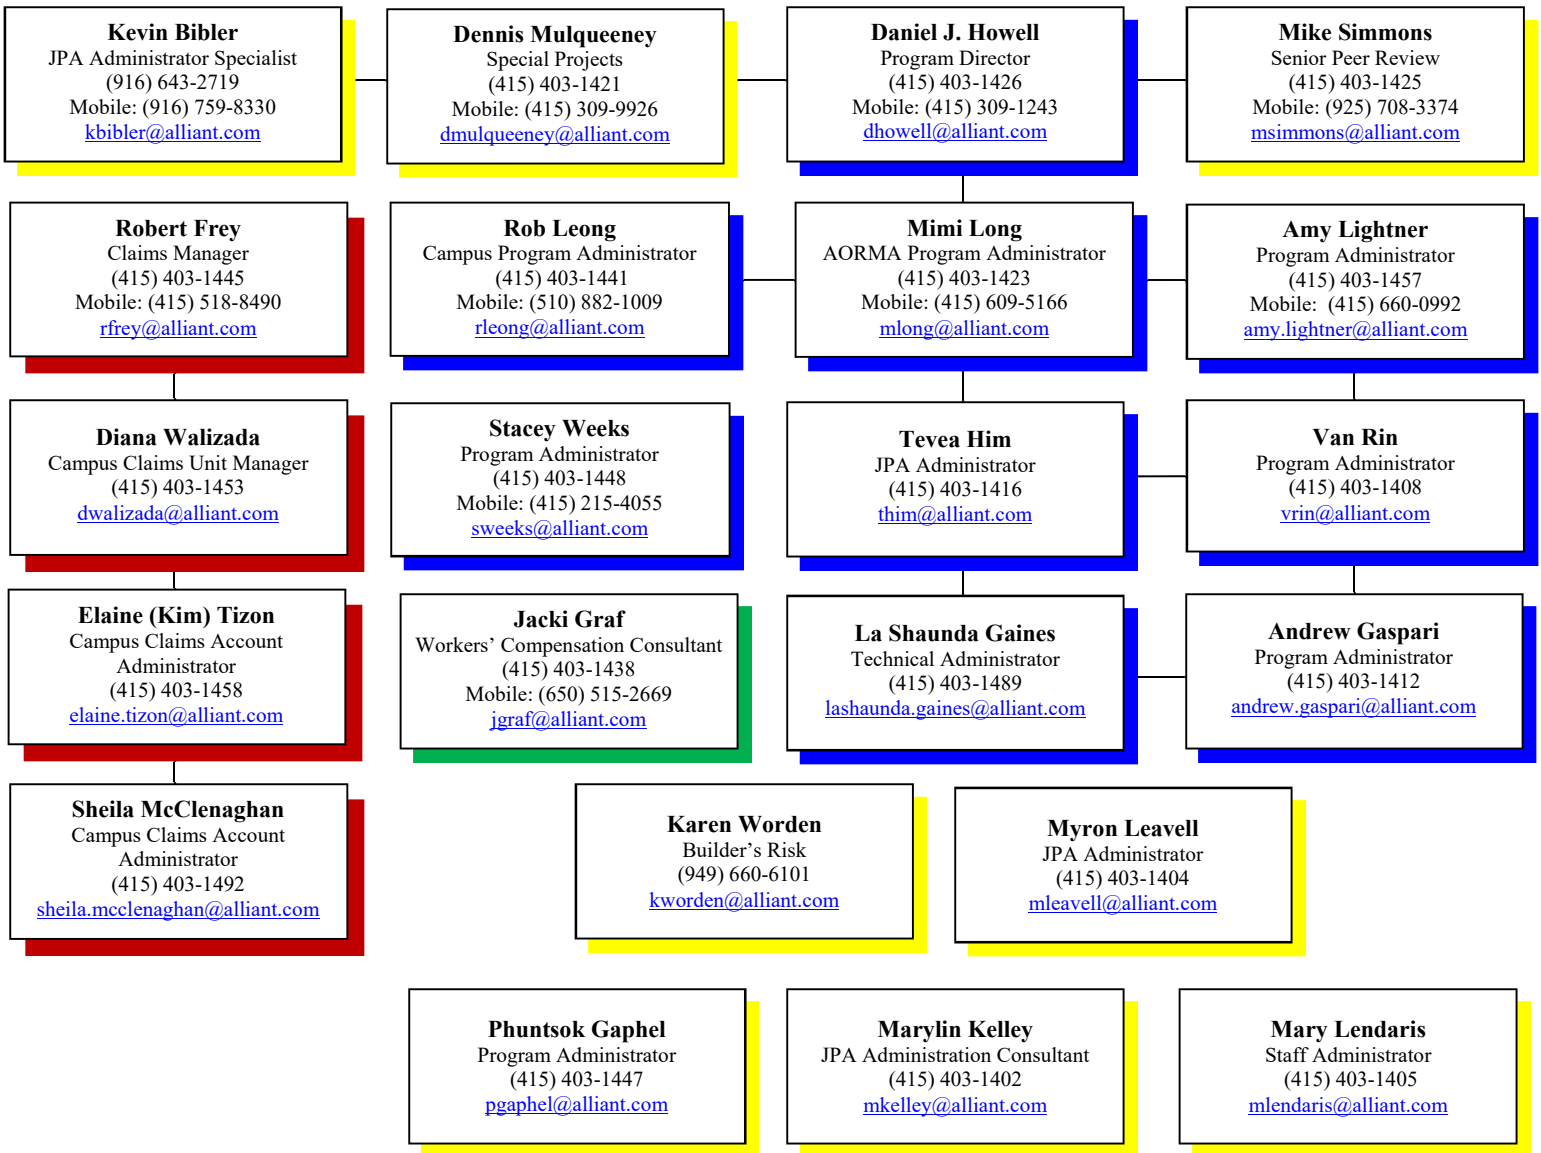 Kevin Bibler
JPA Administrator Specialist
(916) 643-2719
Mobile: (916) 759-8330
kbibler@alliant.com
Dennis Mulqueeney
Special Projects
(415) 403-1421
Mobile: (415) 309-9926
dmulqueeney@alliant.com
Daniel J. Howell
Program Director
(415) 403-1426
Mobile: (415) 309-1243
dhowell@alliant.com
Mike Simmons
Senior Peer Review
(415) 403-1425
Mobile: (925) 708-3374
msimmons@alliant.com
Robert Frey
Claims Manager
(415) 403-1445
Mobile: (415) 518-8490
rfrey@alliant.com
Rob Leong
Campus Program Administrator
(415) 403-1441
Mobile: (510) 882-1009
rleong@alliant.com
Mimi Long
AORMA Program Administrator
(415) 403-1423
Mobile: (415) 609-5166
mlong@alliant.com
Amy Lightner
Program Administrator
(415) 403-1457
Mobile:  (415) 660-0992
amy.lightner@alliant.com
Diana Walizada
Campus Claims Unit Manager
(415) 403-1453
dwalizada@alliant.com
Stacey Weeks
Program Administrator
(415) 403-1448
Mobile: (415) 215-4055
sweeks@alliant.com
Tevea Him
JPA Administrator
(415) 403-1416
thim@alliant.com
Van Rin
Program Administrator
(415) 403-1408
vrin@alliant.com
Elaine (Kim) Tizon
Campus Claims Account
Administrator
(415) 403-1458
elaine.tizon@alliant.com
Jacki Graf
Workers’ Compensation Consultant
(415) 403-1438
Mobile: (650) 515-2669
jgraf@alliant.com
La Shaunda Gaines
Technical Administrator
(415) 403-1489
lashaunda.gaines@alliant.com
Andrew Gaspari
Program Administrator
(415) 403-1412
andrew.gaspari@alliant.com
Sheila McClenaghan
Campus Claims Account
Administrator
(415) 403-1492
sheila.mcclenaghan@alliant.com
Karen Worden
Builder’s Risk
(949) 660-6101
kworden@alliant.com
Myron Leavell
JPA Administrator
(415) 403-1404
mleavell@alliant.com
Phuntsok Gaphel
Program Administrator
(415) 403-1447
pgaphel@alliant.com
Marylin Kelley
JPA Administration Consultant
(415) 403-1402
mkelley@alliant.com
Mary Lendaris
Staff Administrator
(415) 403-1405
mlendaris@alliant.com